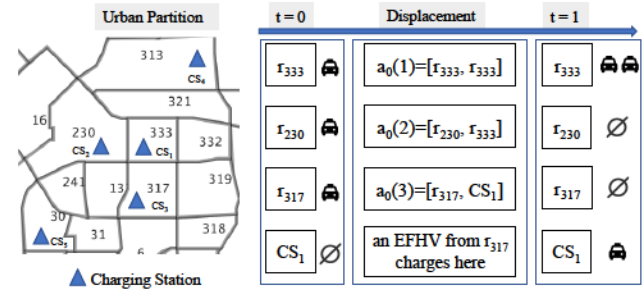 Urban Partition
t = 0
Displacement
t = 1
313
CS₄
321
16
230
CS₂
333
CS₁
332
241
13
317
CS₃
319
30
CS₅
31
6
318
Charging Station
r₃₃₃
a₀(1)=[r₃₃₃, r₃₃₃]
r₃₃₃
r₂₃₀
a₀(2)=[r₂₃₀, r₃₃₃]
r₂₃₀
∅
r₃₁₇
a₀(3)=[r₃₁₇, CS₁]
r₃₁₇
∅
CS₁
∅
an EFHV from r₃₁₇
charges here
CS₁